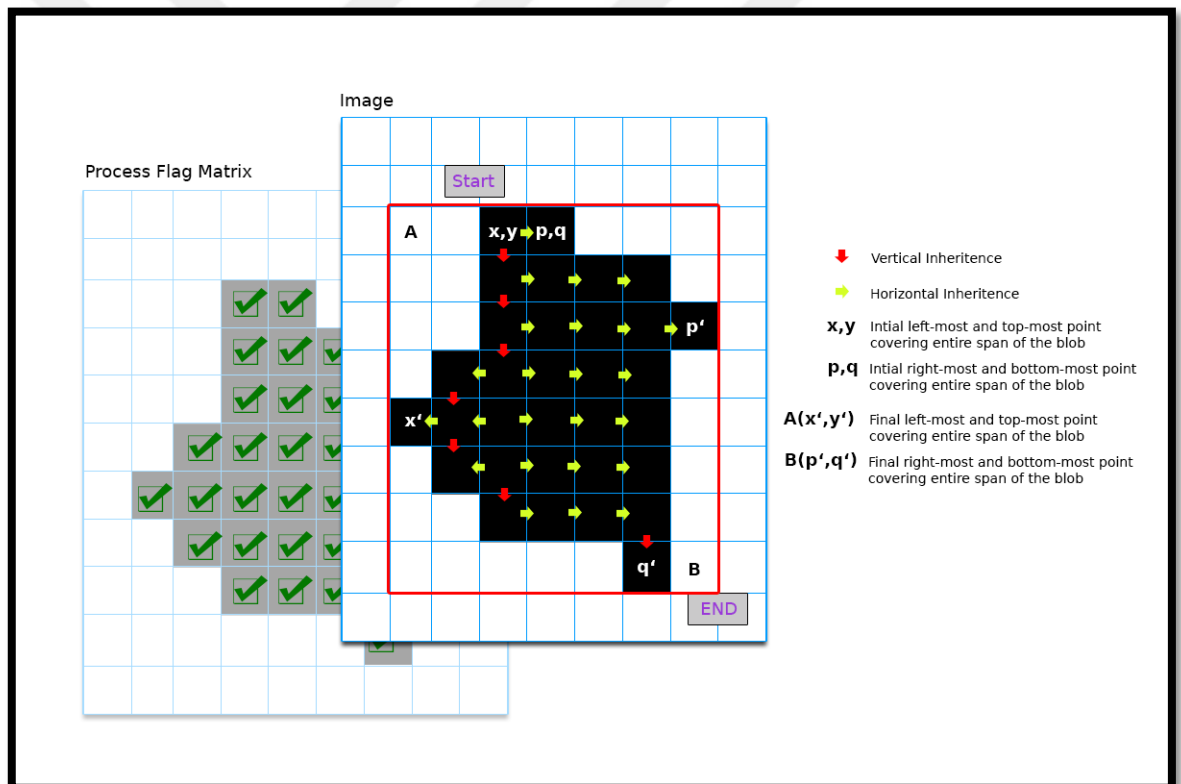 Image
Process Flag Matrix
Start
A
x,y
p,q
p‘
x‘
q‘
B
END
Vertical Inheritence
Horizontal Inheritence
x,y Intial left-most and top-most point
covering entire span of the blob
p,q Intial right-most and bottom-most point
covering entire span of the blob
A(x‘,y‘) Final left-most and top-most point
covering entire span of the blob
B(p‘,q‘) Final right-most and bottom-most point
covering entire span of the blob